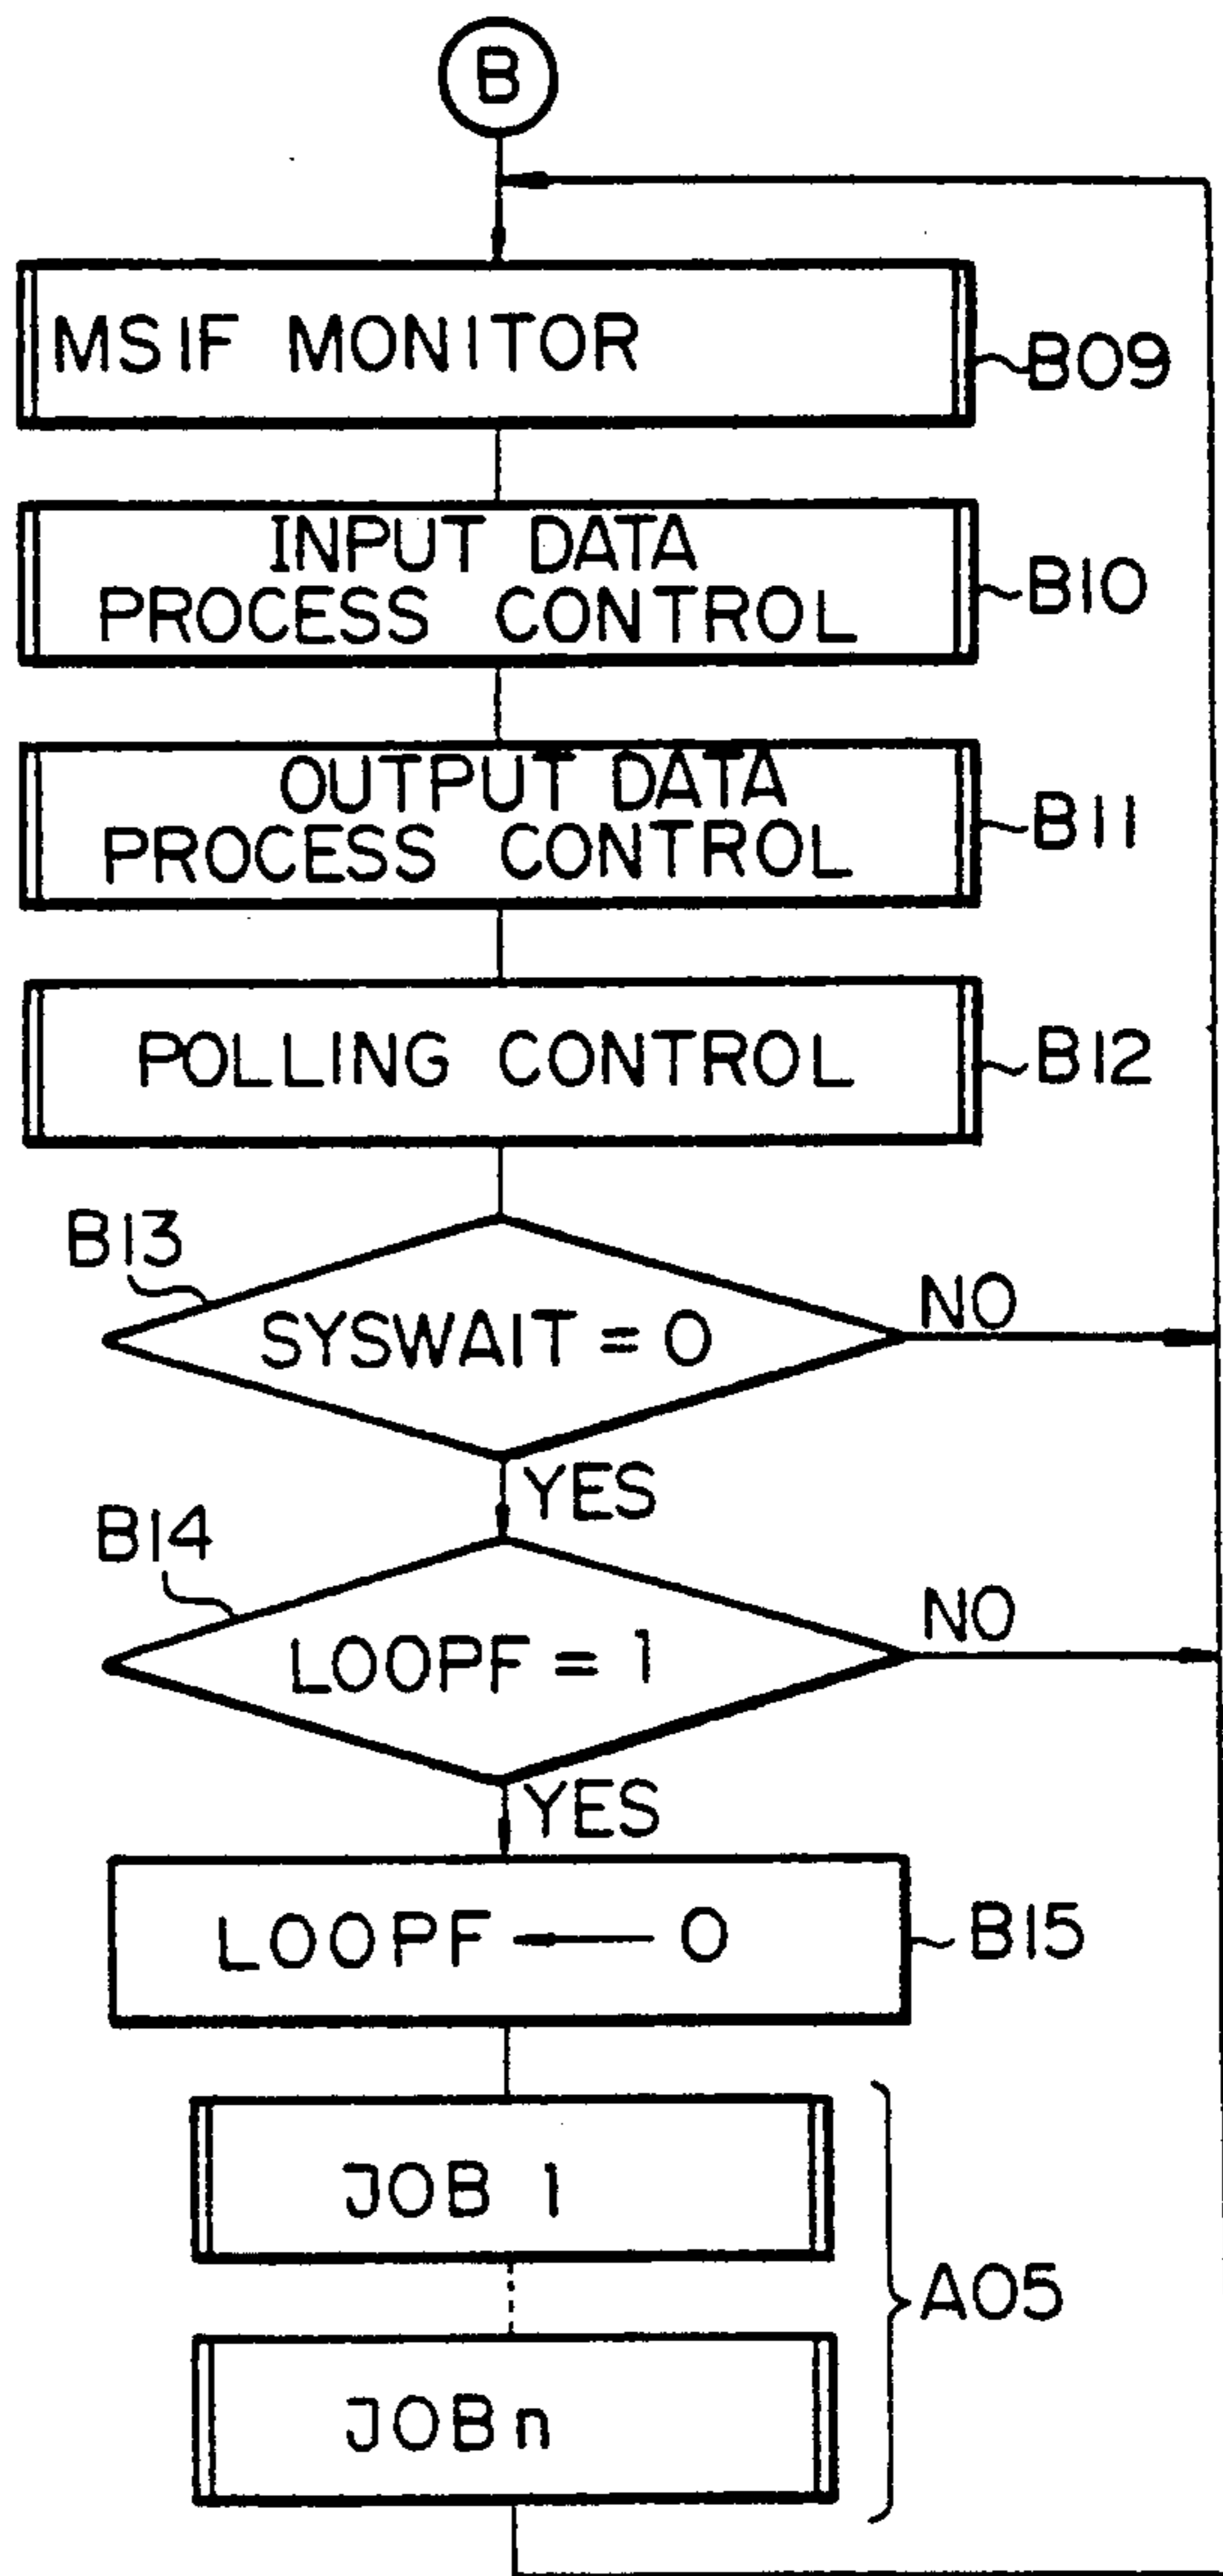 B
MSIF MONITOR
B09
INPUT DATA
PROCESS CONTROL
B10
OUTPUT DATA
PROCESS CONTROL
B11
POLLING CONTROL
B12
B13
SYSWAIT = 0
NO
YES
B14
LOOPF = 1
NO
YES
LOOPF ← 0
B15
JOB 1
A05
JOBn